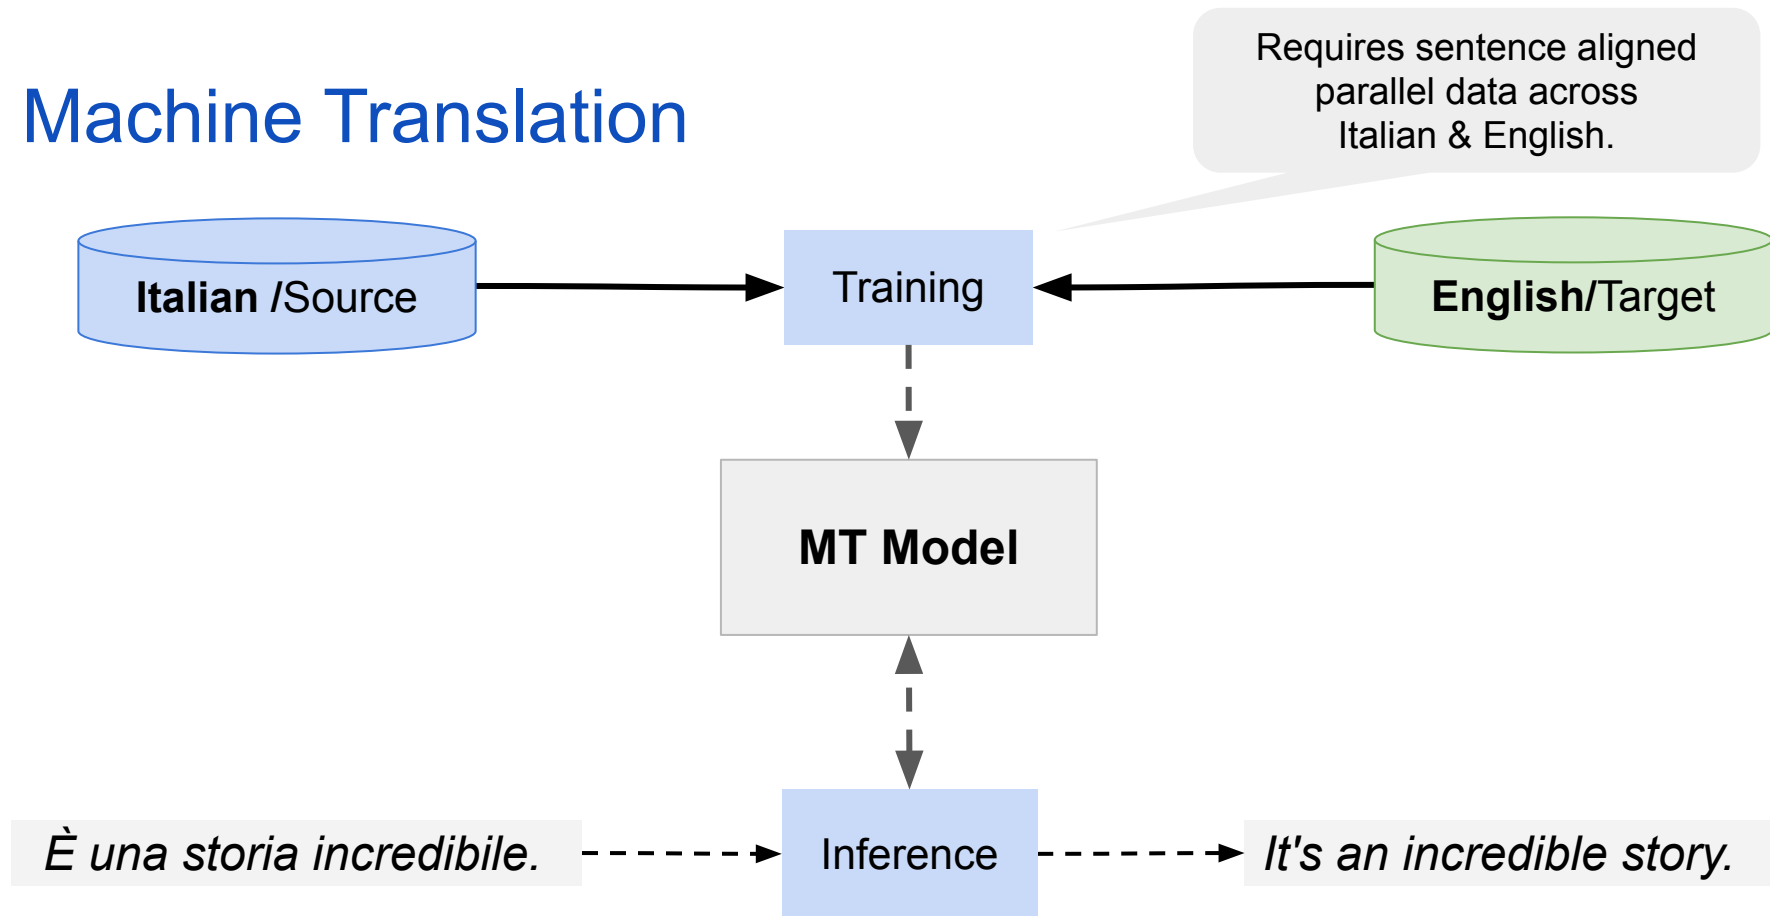 Machine Translation
Requires sentence aligned
parallel data across
Italian & English.
Italian /Source
Training
English/Target
MT Model
È una storia incredibile.
Inference
It's an incredible story.